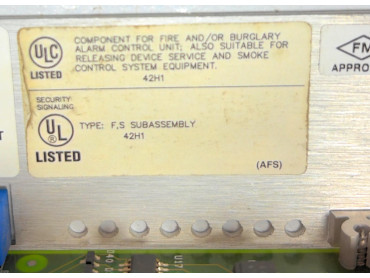 ULC
LISTED
COMPONENT FOR FIRE AND/OR BURGLARY
ALARM CONTROL UNIT; ALSO SUITABLE FOR
RELEASING DEVICE SERVICE AND SMOKE
CONTROL SYSTEM EQUIPMENT.
42H1
SECURITY
SIGNALING
UL
®
LISTED
TYPE: F,S SUBASSEMBLY
42H1
(AFS)
FM
APPRO
T
U17